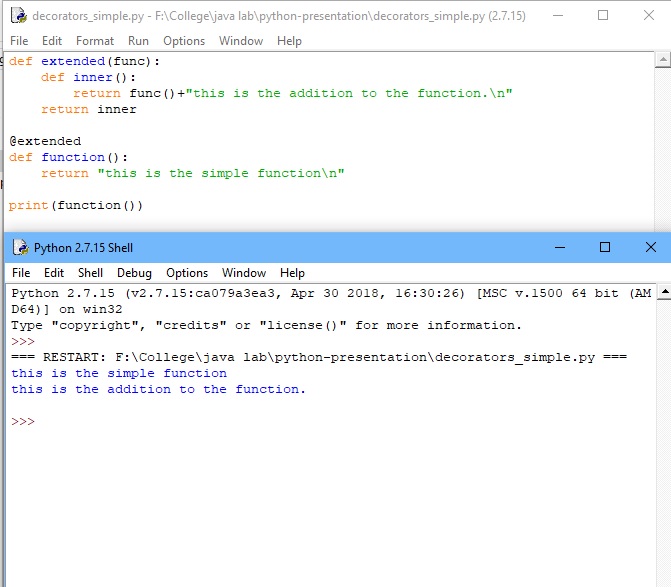 decorators_simple.py - F:\College\java lab\python-presentation\decorators_simple.py (2.7.15)
File Edit Format Run Options Window Help
def extended(func):
    def inner():
        return func()+"this is the addition to the function.\n"
    return inner
@extended
def function():
    return "this is the simple function\n"
print(function())
Python 2.7.15 Shell
File Edit Shell Debug Options Window Help
Python 2.7.15 (v2.7.15:ca079a3ea3, Apr 30 2018, 16:30:26) [MSC v.1500 64 bit (AM
D64)] on win32
Type "copyright", "credits" or "license()" for more information.
>>>
=== RESTART: F:\College\java lab\python-presentation\decorators_simple.py ===
this is the simple function
this is the addition to the function.
>>>